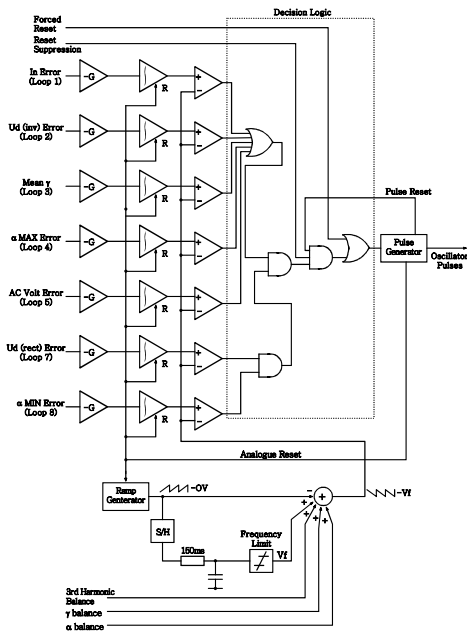 Decision Logic
Forced
Reset
Reset
Suppression
In Error
(Loop 1)
-G
R
+
-
Ud (inv) Error
(Loop 2)
-G
R
+
-
Mean γ
(Loop 3)
-G
R
+
-
Pulse Reset
α MAX Error
(Loop 4)
-G
R
+
-
Pulse
Generator
Oscillator
Pulses
AC Volt Error
(Loop 5)
-G
R
+
-
Ud (rect) Error
(Loop 7)
-G
R
+
-
α MIN Error
(Loop 8)
-G
R
+
-
Analogue Reset
Ramp
Genterator
-OV
-
+
-Vf
+
+
+
+
S/H
150ms
Frequency
Limit
Vf
3rd Harmonic
Balance
γ balance
α balance